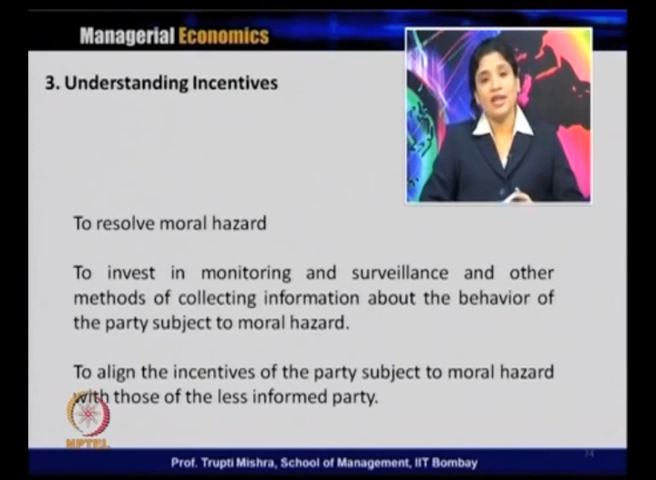 Managerial Economics
3. Understanding Incentives
To resolve moral hazard
To invest in monitoring and surveillance and other
methods of collecting information about the behavior of
the party subject to moral hazard.
To align the incentives of the party subject to moral hazard
with those of the less informed party.
NPTEL
74
Prof. Trupti Mishra, School of Management, IIT Bombay